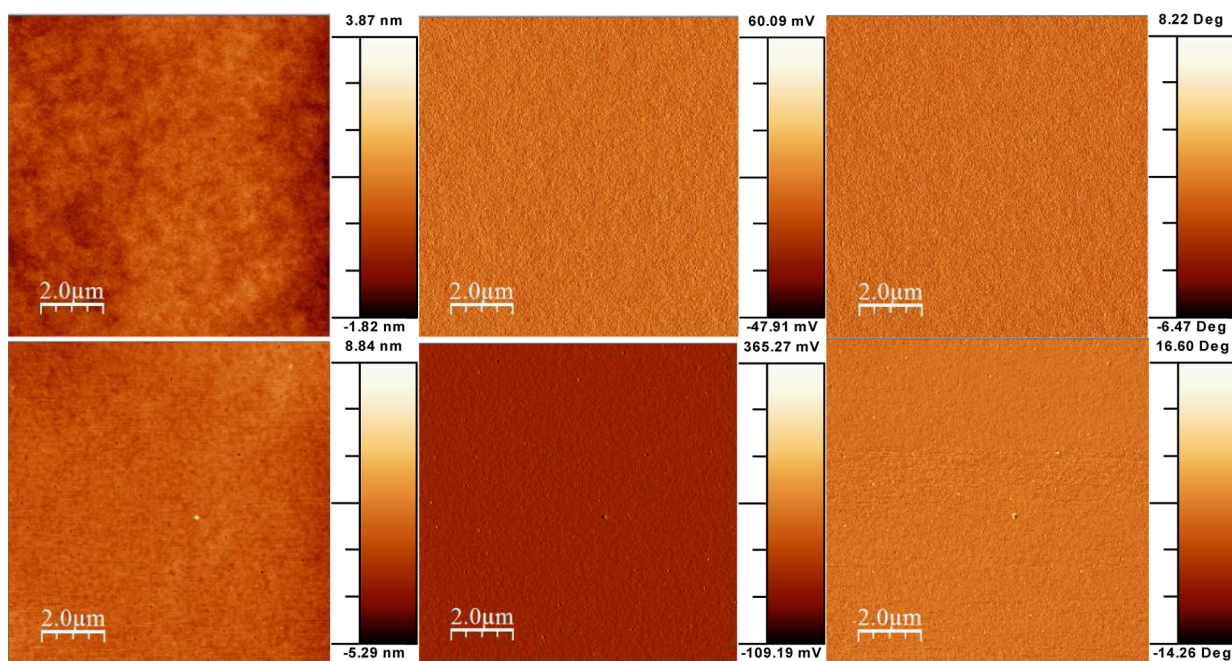 3.87 nm
60.09 mV
8.22 Deg
2.0µm
2.0µm
2.0µm
-1.82 nm
-47.91 mV
-6.47 Deg
8.84 nm
365.27 mV
16.60 Deg
2.0µm
2.0µm
2.0µm
-5.29 nm
-109.19 mV
-14.26 Deg